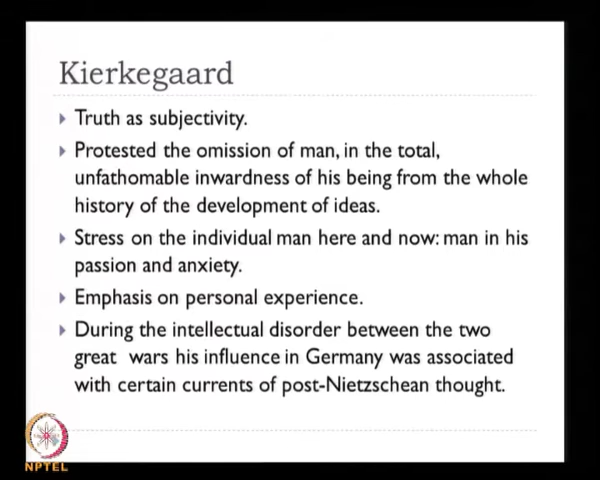 Kierkegaard
Truth as subjectivity.
Protested the omission of man, in the total,
unfathomable inwardness of his being from the whole
history of the development of ideas.
Stress on the individual man here and now: man in his
passion and anxiety.
Emphasis on personal experience.
During the intellectual disorder between the two
great wars his influence in Germany was associated
with certain currents of post-Nietzschean thought.
NPTEL